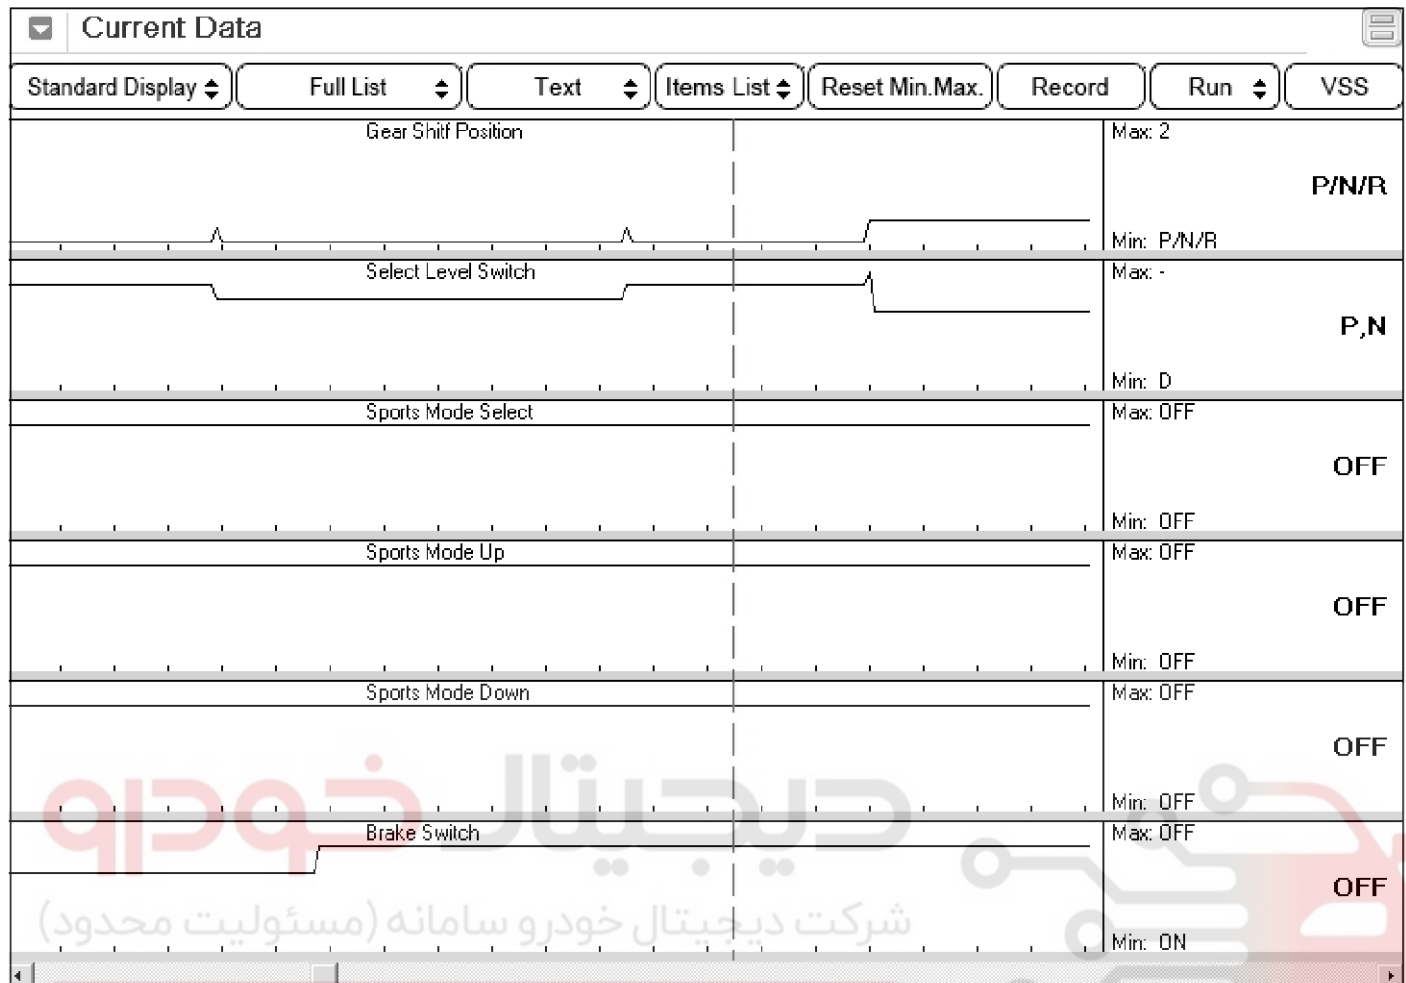 Current Data
Standard Display Full List Text Items List Reset Min.Max. Record Run VSS
Gear Shitf Position
Max: 2
P/N/R
Min: P/N/R
Select Level Switch
Max: -
P,N
Min: D
Sports Mode Select
Max: OFF
OFF
Min: OFF
Sports Mode Up
Max: OFF
OFF
Min: OFF
Sports Mode Down
Max: OFF
OFF
Min: OFF
دیجیتال خودرو
Brake Switch
Max: OFF
OFF
شرکت دیجیتال خودرو سامانه (مسئولیت محدود)
Min: ON